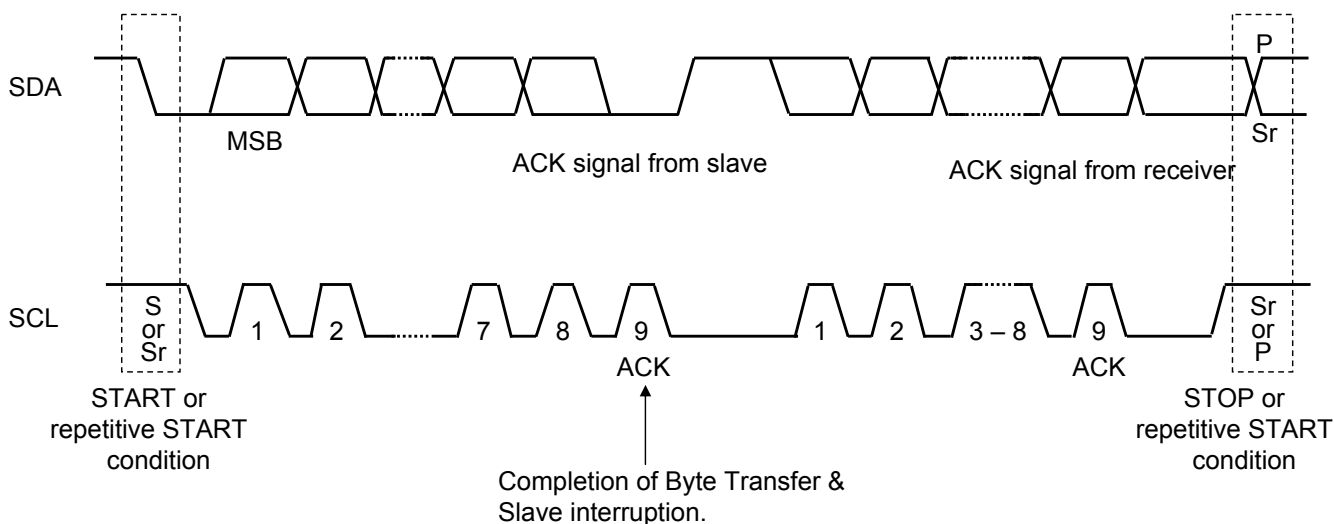 P
SDA
MSB
Sr
ACK signal from slave
ACK signal from receiver
SCL
S
or
Sr
1
2
7
8
9
1
2
3 – 8
9
Sr
or
P
ACK
ACK
START or
repetitive START
condition
STOP or
repetitive START
condition
Completion of Byte Transfer &
Slave interruption.